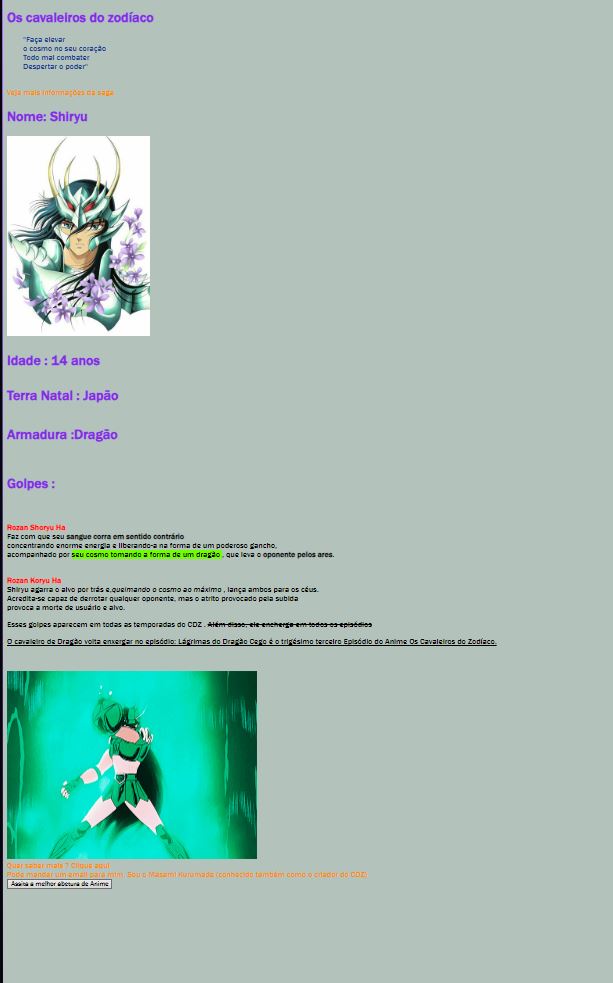 Os cavaleiros do zodíaco
"Faça elevar
o cosmo no seu coração
Todo mal combater
Despertar o poder"
Veja mais informações da saga
Nome: Shiryu
Idade : 14 anos
Terra Natal : Japão
Armadura :Dragão
Golpes :
Rozan Shoryu Ha
Faz com que seu sangue corra em sentido contrário
concentrando enorme energia e liberando-a na forma de um poderoso gancho,
acompanhado por seu cosmo tomando a forma de um dragão , que leva o oponente pelos ares.
Rozan Koryu Ha
Shiryu agarra o alvo por trás e,queimando o cosmo ao máximo , lança ambos para os céus.
Acredita-se capaz de derrotar qualquer oponente, mas o atrito provocado pela subida
provoca a morte de usuário e alvo.
Esses golpes aparecem em todas as temporadas do CDZ . Além disso, ele encherga em todos os episódios
O cavaleiro de Dragão volta enxergar no episódio: Lágrimas do Dragão Cego é o trigésimo terceiro Episódio do Anime Os Cavaleiros do Zodíaco.
Quer saber mais ? Clique aqui
Pode mandar um email para mim. Sou o Masami Kurumada (conhecido também como o criador do CDZ)
Assita a melhor abetura de Anime